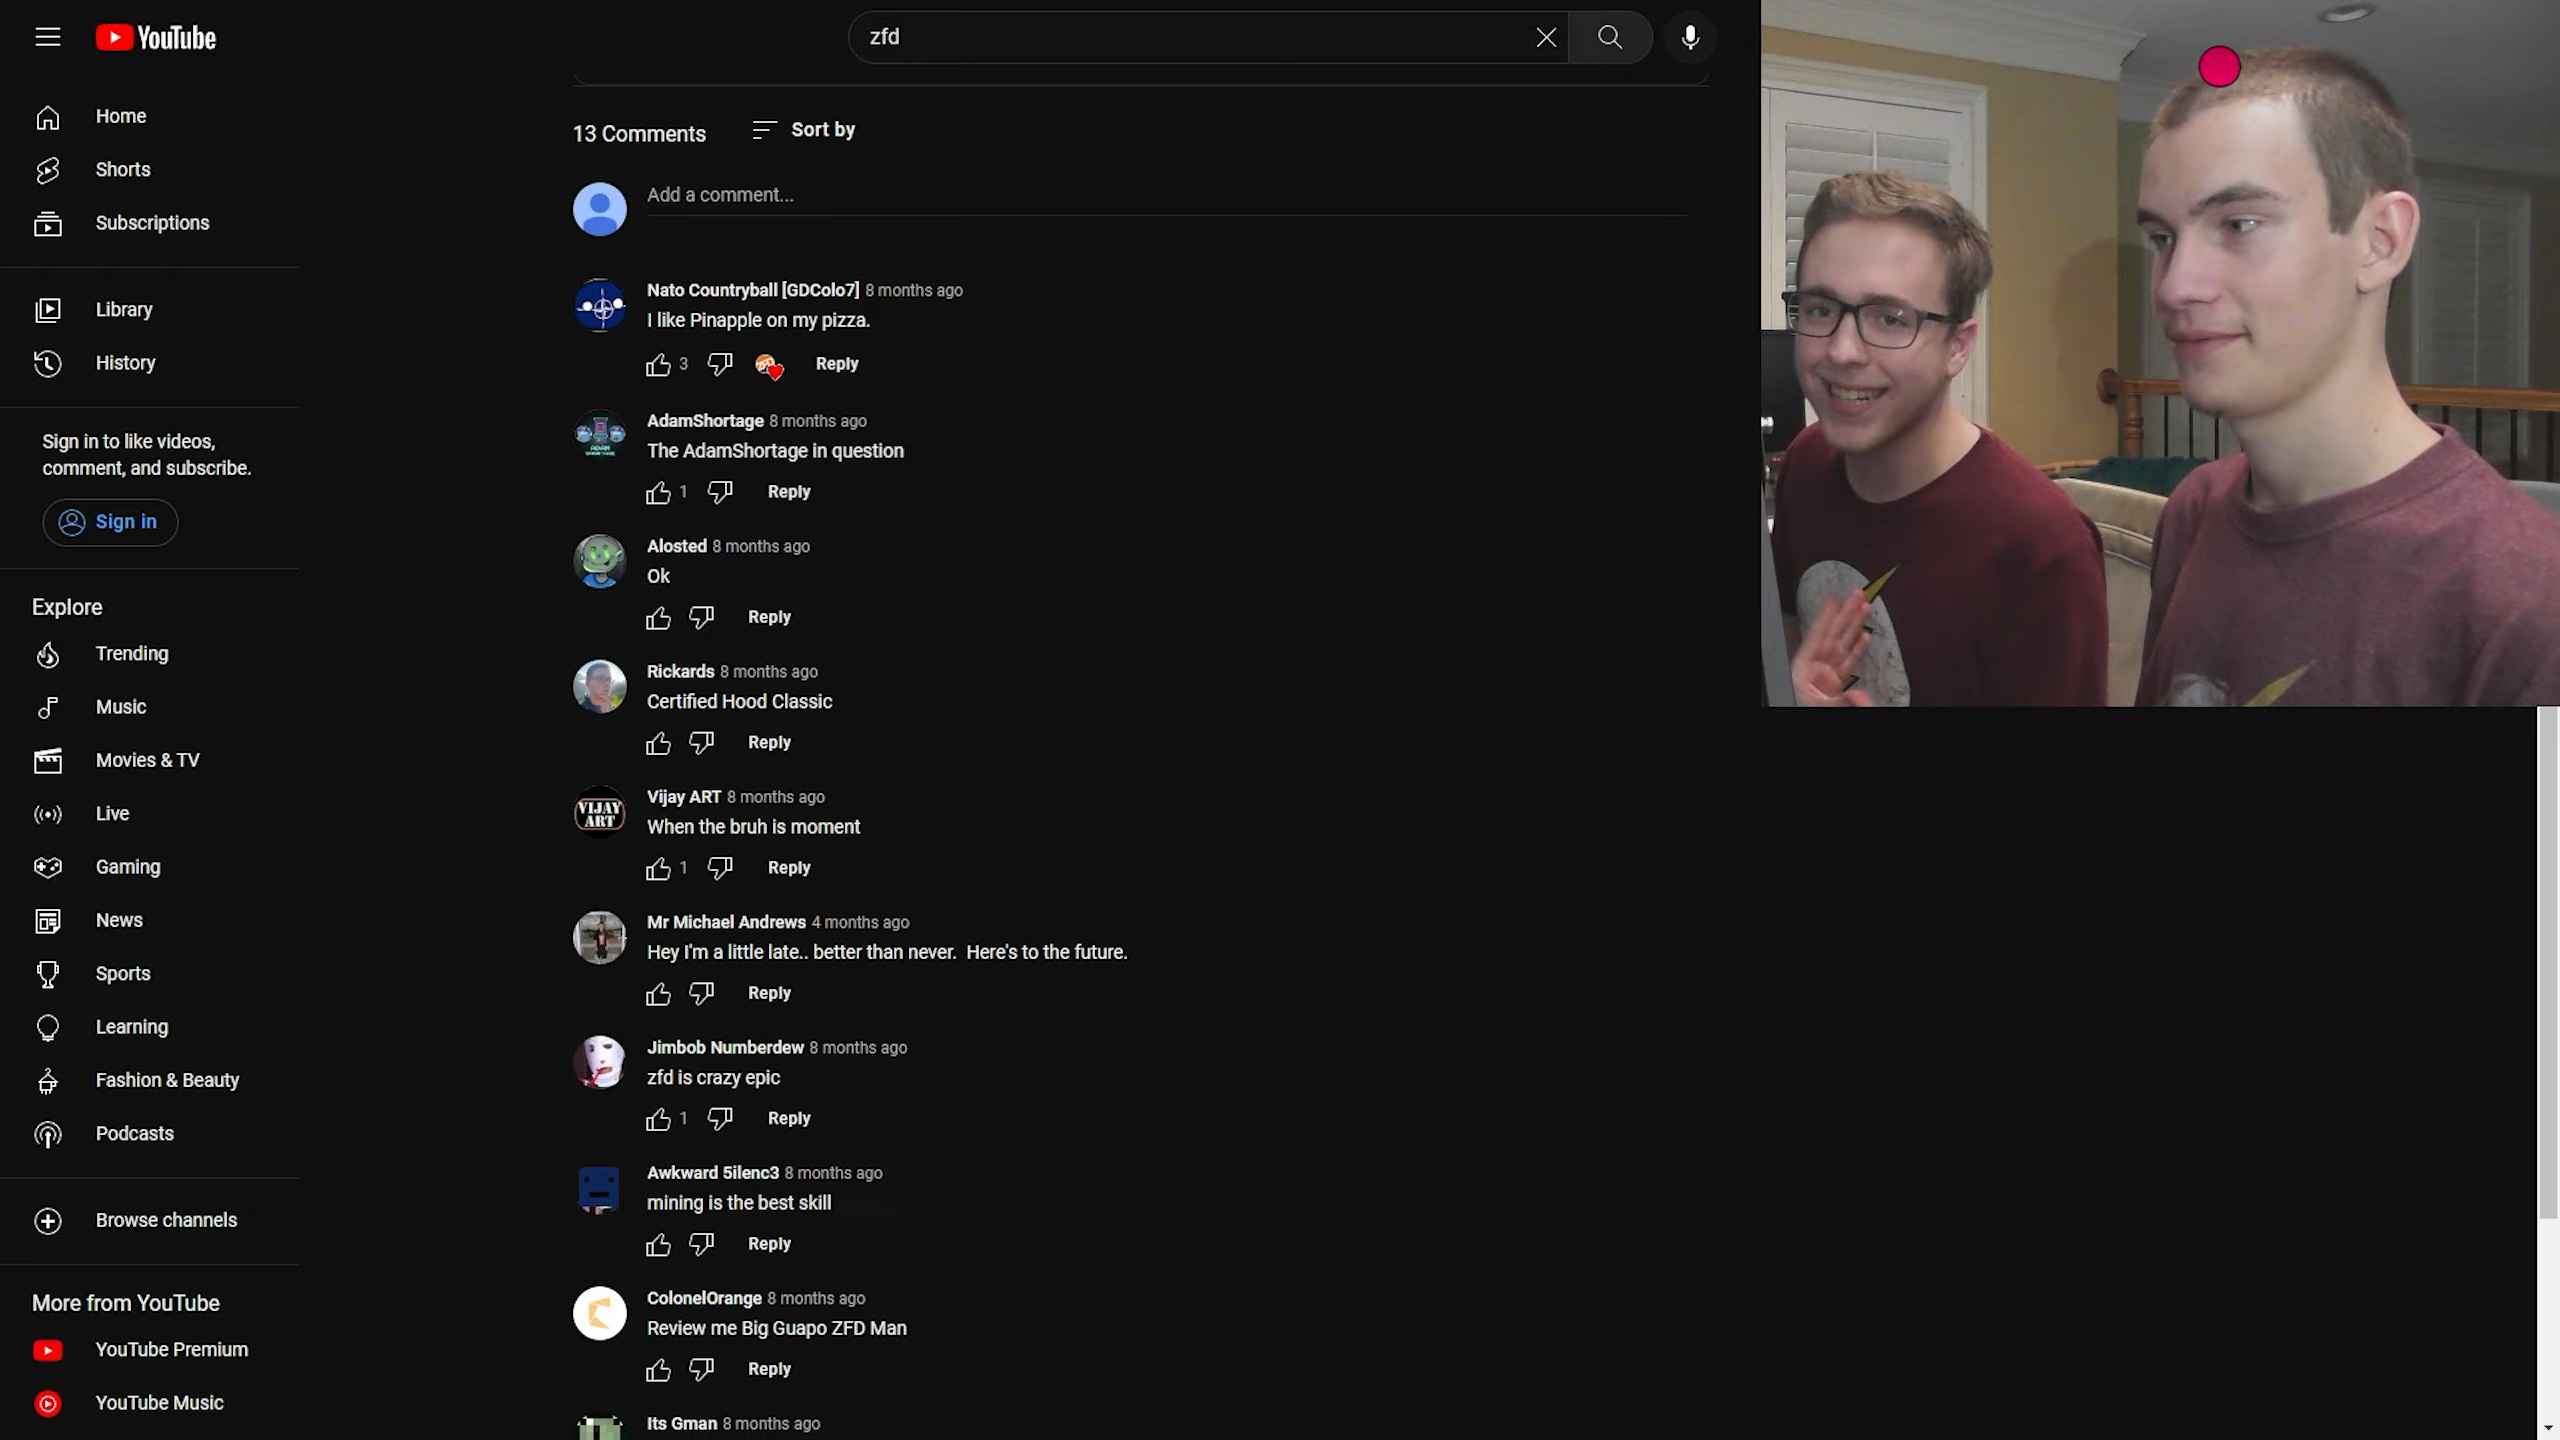 YouTube
zfd
Home
Shorts
Subscriptions
Library
History
Sign in to like videos,
comment, and subscribe.
Sign in
Explore
Trending
Music
Movies & TV
Live
Gaming
News
Sports
Learning
Fashion & Beauty
Podcasts
Browse channels
More from YouTube
YouTube Premium
YouTube Music
13 Comments Sort by
Add a comment...
Nato Countryball [GDColo7] 8 months ago
I like Pinapple on my pizza.
3 Reply
AdamShortage 8 months ago
The AdamShortage in question
1 Reply
Alosted 8 months ago
Ok
Reply
Rickards 8 months ago
Certified Hood Classic
Reply
VIJAY
ART
Vijay ART 8 months ago
When the bruh is moment
1 Reply
Mr Michael Andrews 4 months ago
Hey I'm a little late.. better than never. Here's to the future.
Reply
Jimbob Numberdew 8 months ago
zfd is crazy epic
1 Reply
Awkward 5ilenc3 8 months ago
mining is the best skill
Reply
ColonelOrange 8 months ago
Review me Big Guapo ZFD Man
Reply
Its Gman 8 months ago